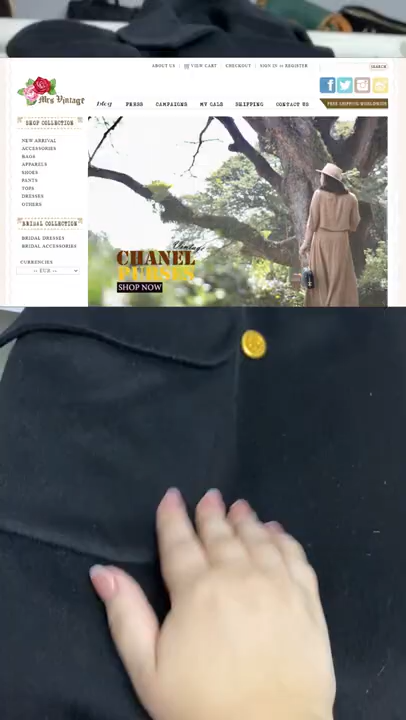 ABOUT US | VIEW CART | CHECKOUT | SIGN IN or REGISTER
SEARCH
Mrs Vintage
blog
PRESS
CAMPAIGNS
MY CALE
SHIPPING
CONTACT US
FREE SHIPPING WORLDWIDE
SHOP COLLECTION
NEW ARRIVAL
ACCESSORIES
BAGS
APPARELS
SHOES
PANTS
TOPS
DRESSES
OTHERS
BRIDAL COLLECTION
BRIDAL DRESSES
BRIDAL ACCESSORIES
CURRENCIES
-- EUR --
Vintage
CHANEL
PURSES
SHOP NOW